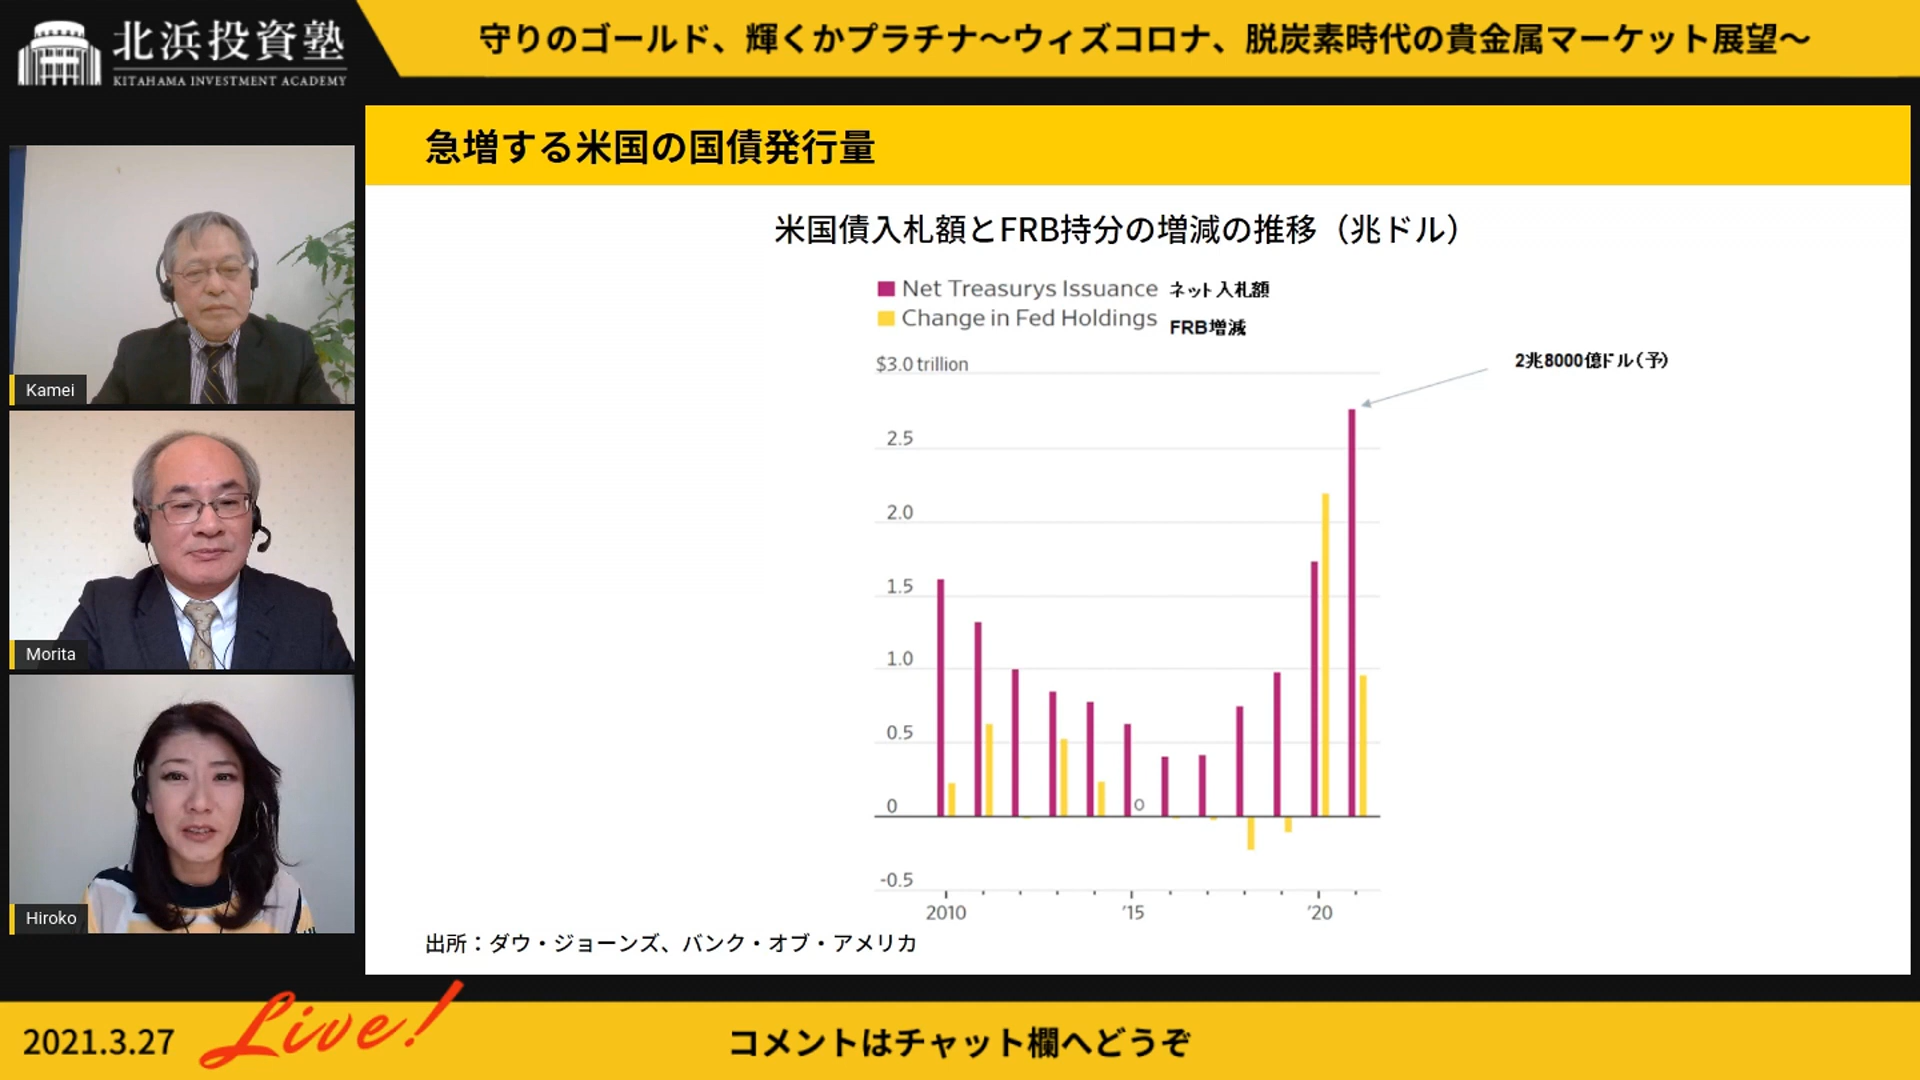 北浜投資塾
KITAHAMA INVESTMENT ACADEMY
守りのゴールド、輝くかプラチナ～ウィズコロナ、脱炭素時代の貴金属マーケット展望～
Kamei
Morita
Hiroko
急増する米国の国債発行量
米国債入札額とFRB持分の増減の推移（兆ドル）
Net Treasurys Issuance ネット入札額
Change in Fed Holdings FRB増減
$3.0 trillion
2兆8000億ドル（予）
2.5
2.0
1.5
1.0
0.5
0
0
-0.5
2010 '15 '20
出所：ダウ・ジョーンズ、バンク・オブ・アメリカ
2021.3.27
Live!
コメントはチャット欄へどうぞ